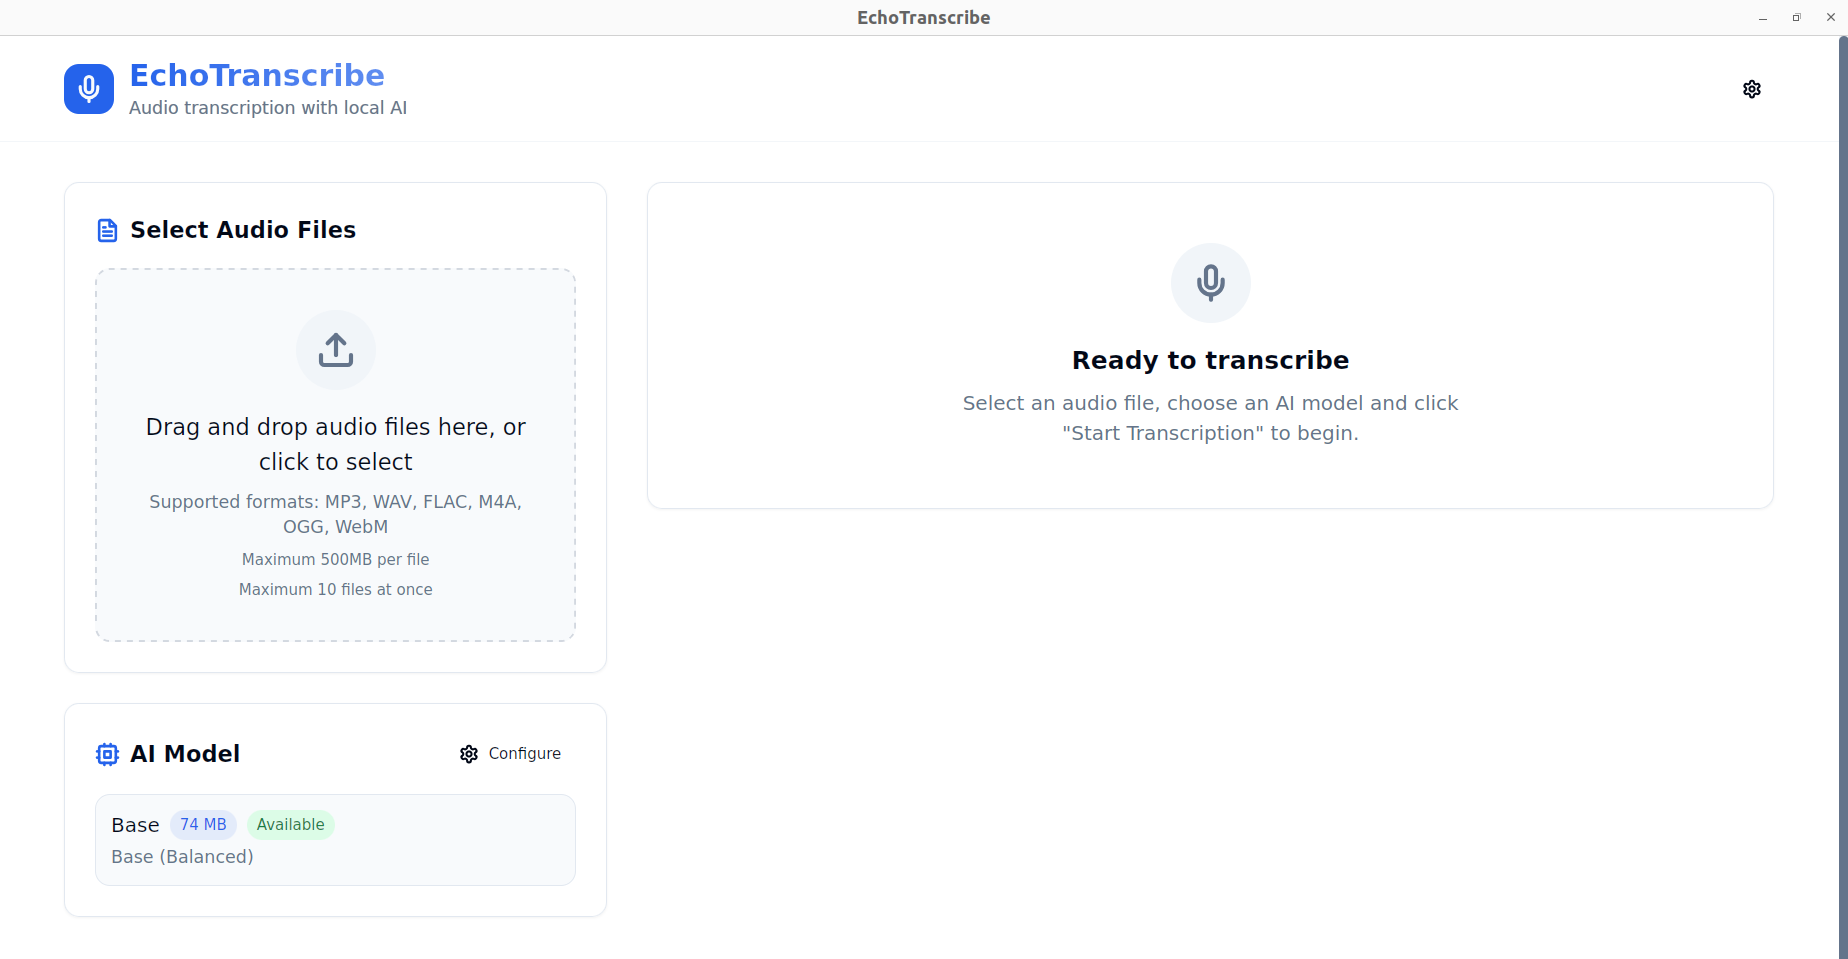 EchoTranscribe
EchoTranscribe
Audio transcription with local AI
Select Audio Files
Drag and drop audio files here, or
click to select
Supported formats: MP3, WAV, FLAC, M4A,
OGG, WebM
Maximum 500MB per file
Maximum 10 files at once
AI Model
Configure
Base 74 MB Available
Base (Balanced)
Ready to transcribe
Select an audio file, choose an AI model and click
"Start Transcription" to begin.